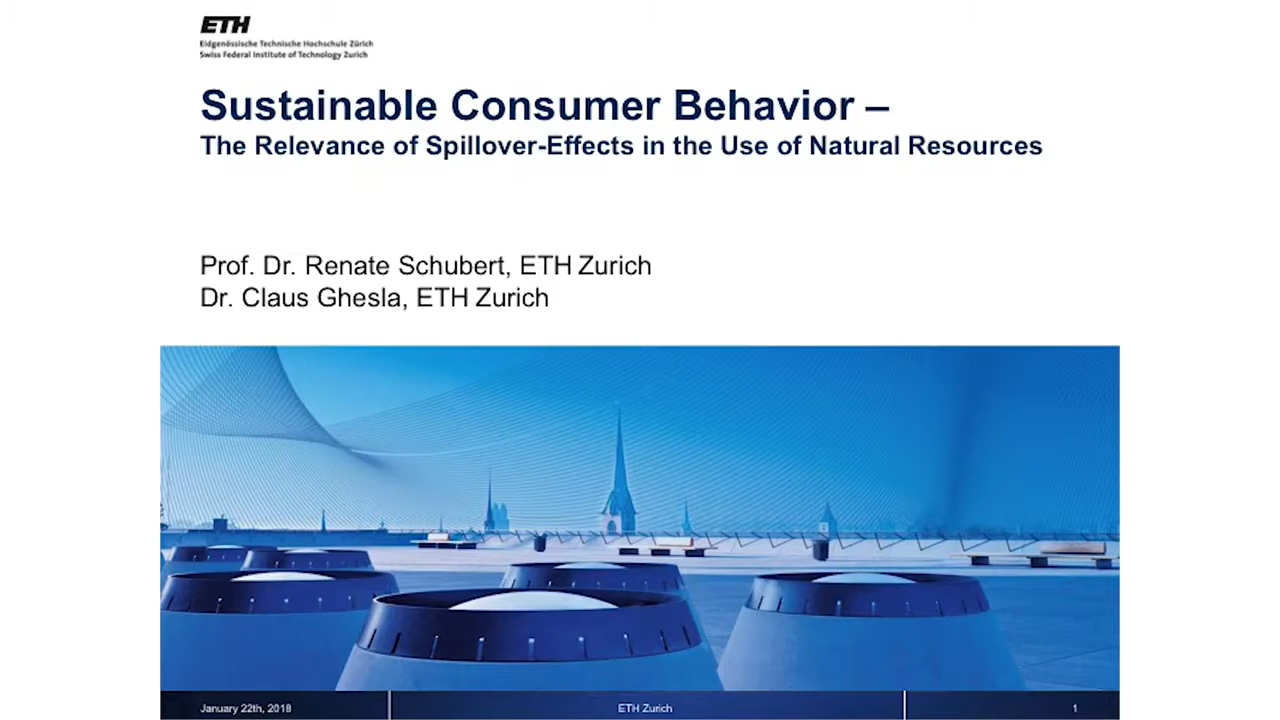 ETH
Eidgenössische Technische Hochschule Zürich
Swiss Federal Institute of Technology Zurich
Sustainable Consumer Behavior –
The Relevance of Spillover-Effects in the Use of Natural Resources
Prof. Dr. Renate Schubert, ETH Zurich
Dr. Claus Ghesla, ETH Zurich
January 22th, 2018
ETH Zurich
1